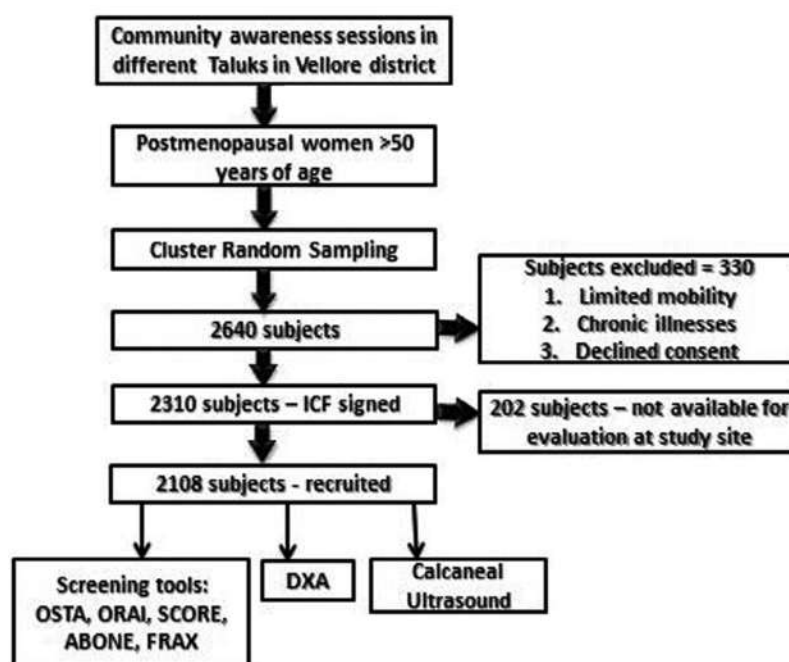 Community awareness sessions in
different Taluks in Vellore district
Postmenopausal women >50
years of age
Cluster Random Sampling
2640 subjects
Subjects excluded = 330
1. Limited mobility
2. Chronic illnesses
3. Declined consent
2310 subjects – ICF signed
202 subjects – not available for
evaluation at study site
2108 subjects - recruited
Screening tools:
OSTA, ORAI, SCORE,
ABONE, FRAX
DXA
Calcaneal
Ultrasound